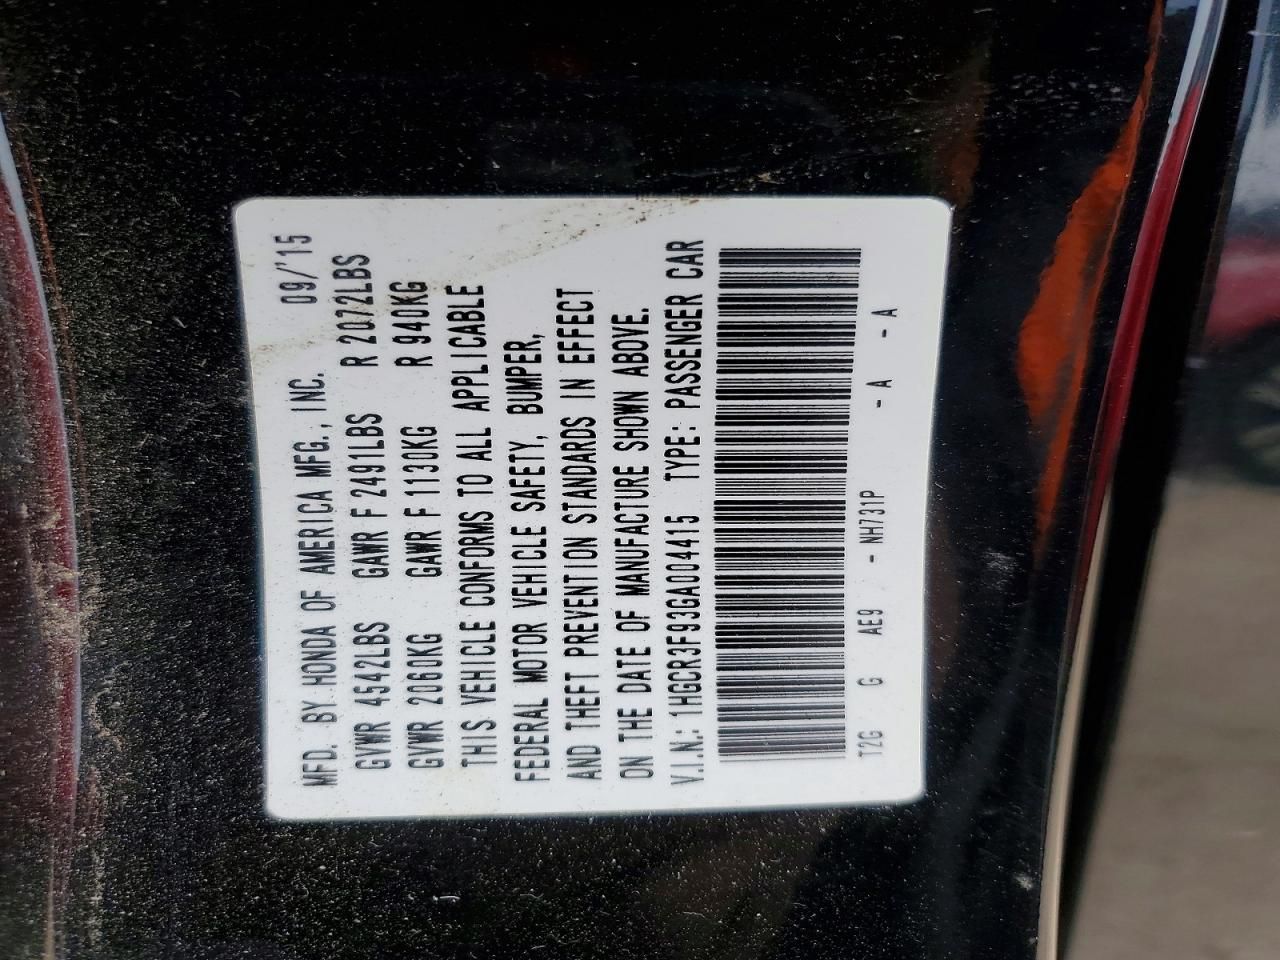 MFD. BY HONDA OF AMERICA MFG., INC. 09/'15
GVWR 4542LBS GAWR F 2491LBS R 2072LBS
GVWR 2060KG GAWR F 1130KG R 940KG
THIS VEHICLE CONFORMS TO ALL APPLICABLE
FEDERAL MOTOR VEHICLE SAFETY, BUMPER,
AND THEFT PREVENTION STANDARDS IN EFFECT
ON THE DATE OF MANUFACTURE SHOWN ABOVE.
V.I.N.: 1HGCR3F93GA004415 TYPE: PASSENGER CAR
T2G G AE9 - NH731P - A - A